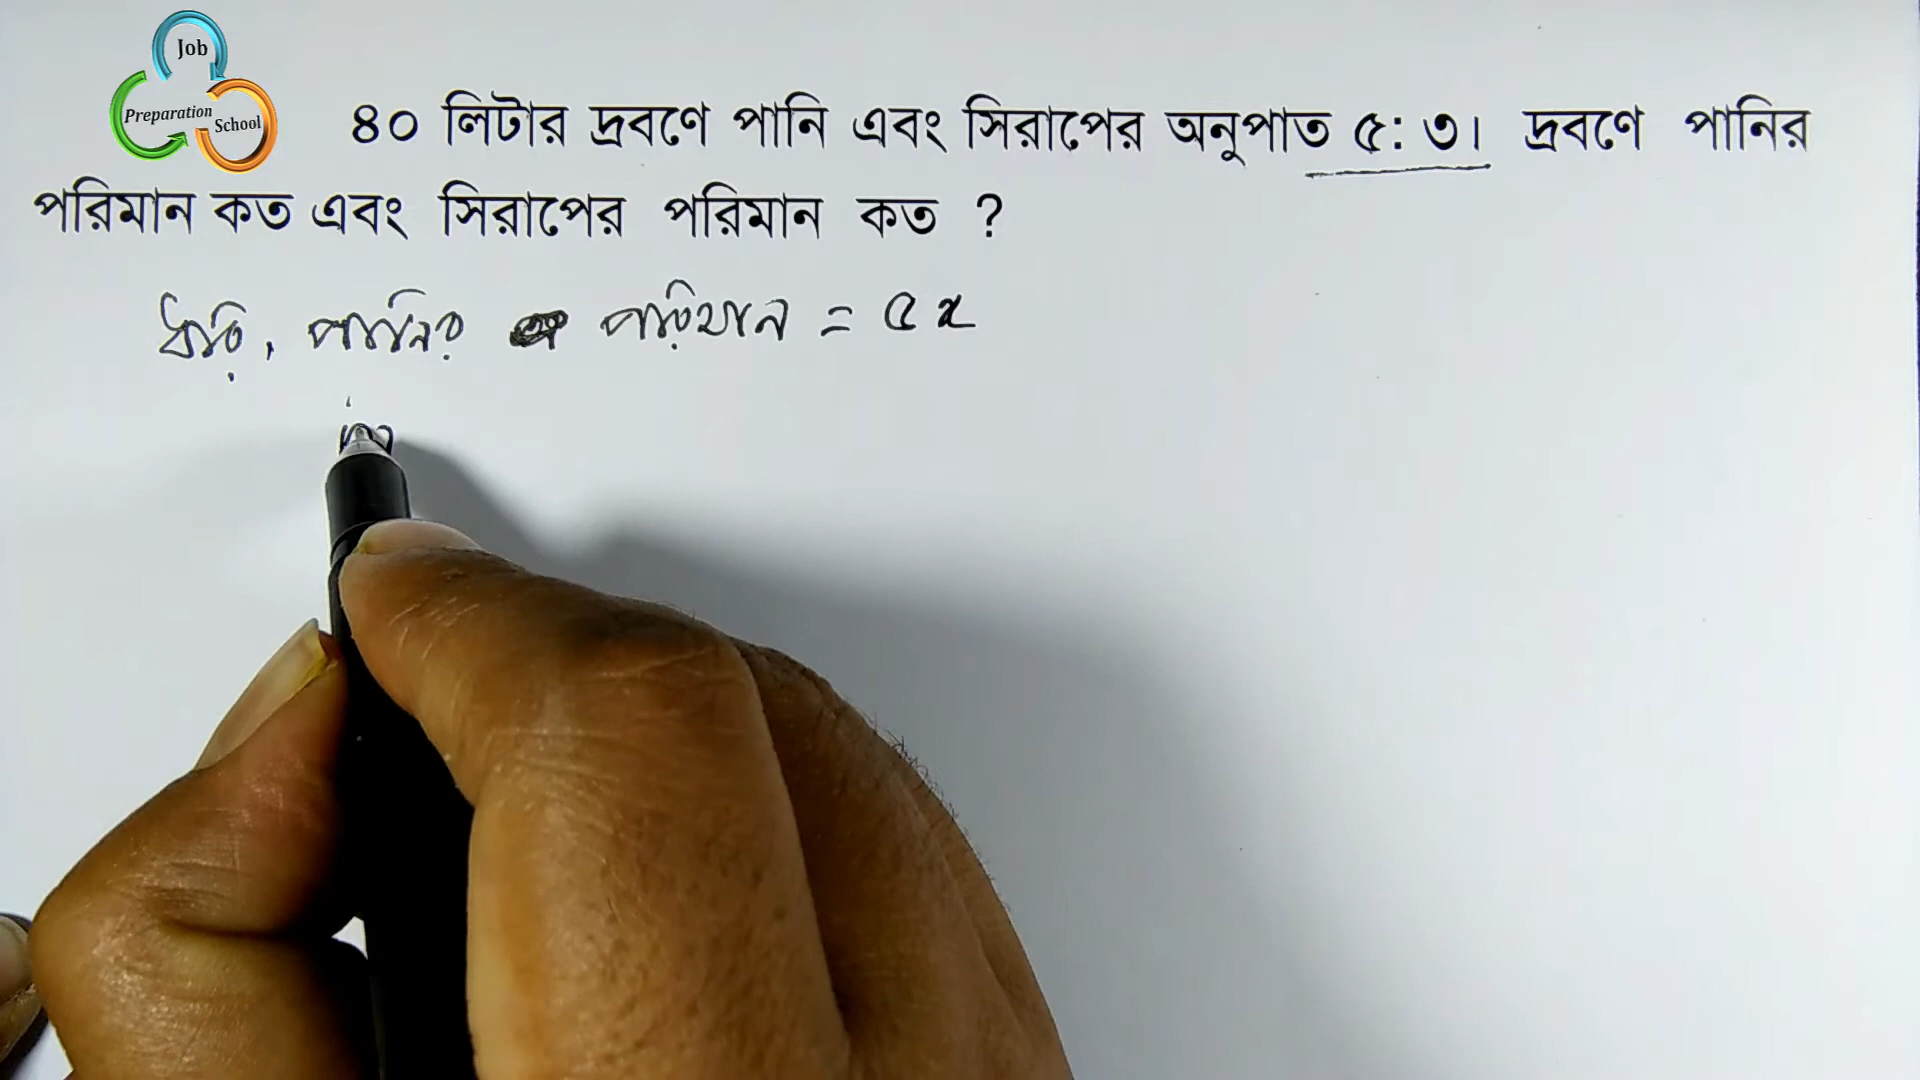 Job
Preparation
School
৪০ লিটার দ্রবণে পানি এবং সিরাপের অনুপাত ৫: ৩। দ্রবণে পানির
পরিমান কত এবং সিরাপের পরিমান কত ?
ধরি, পানির পরিমান = ৫x